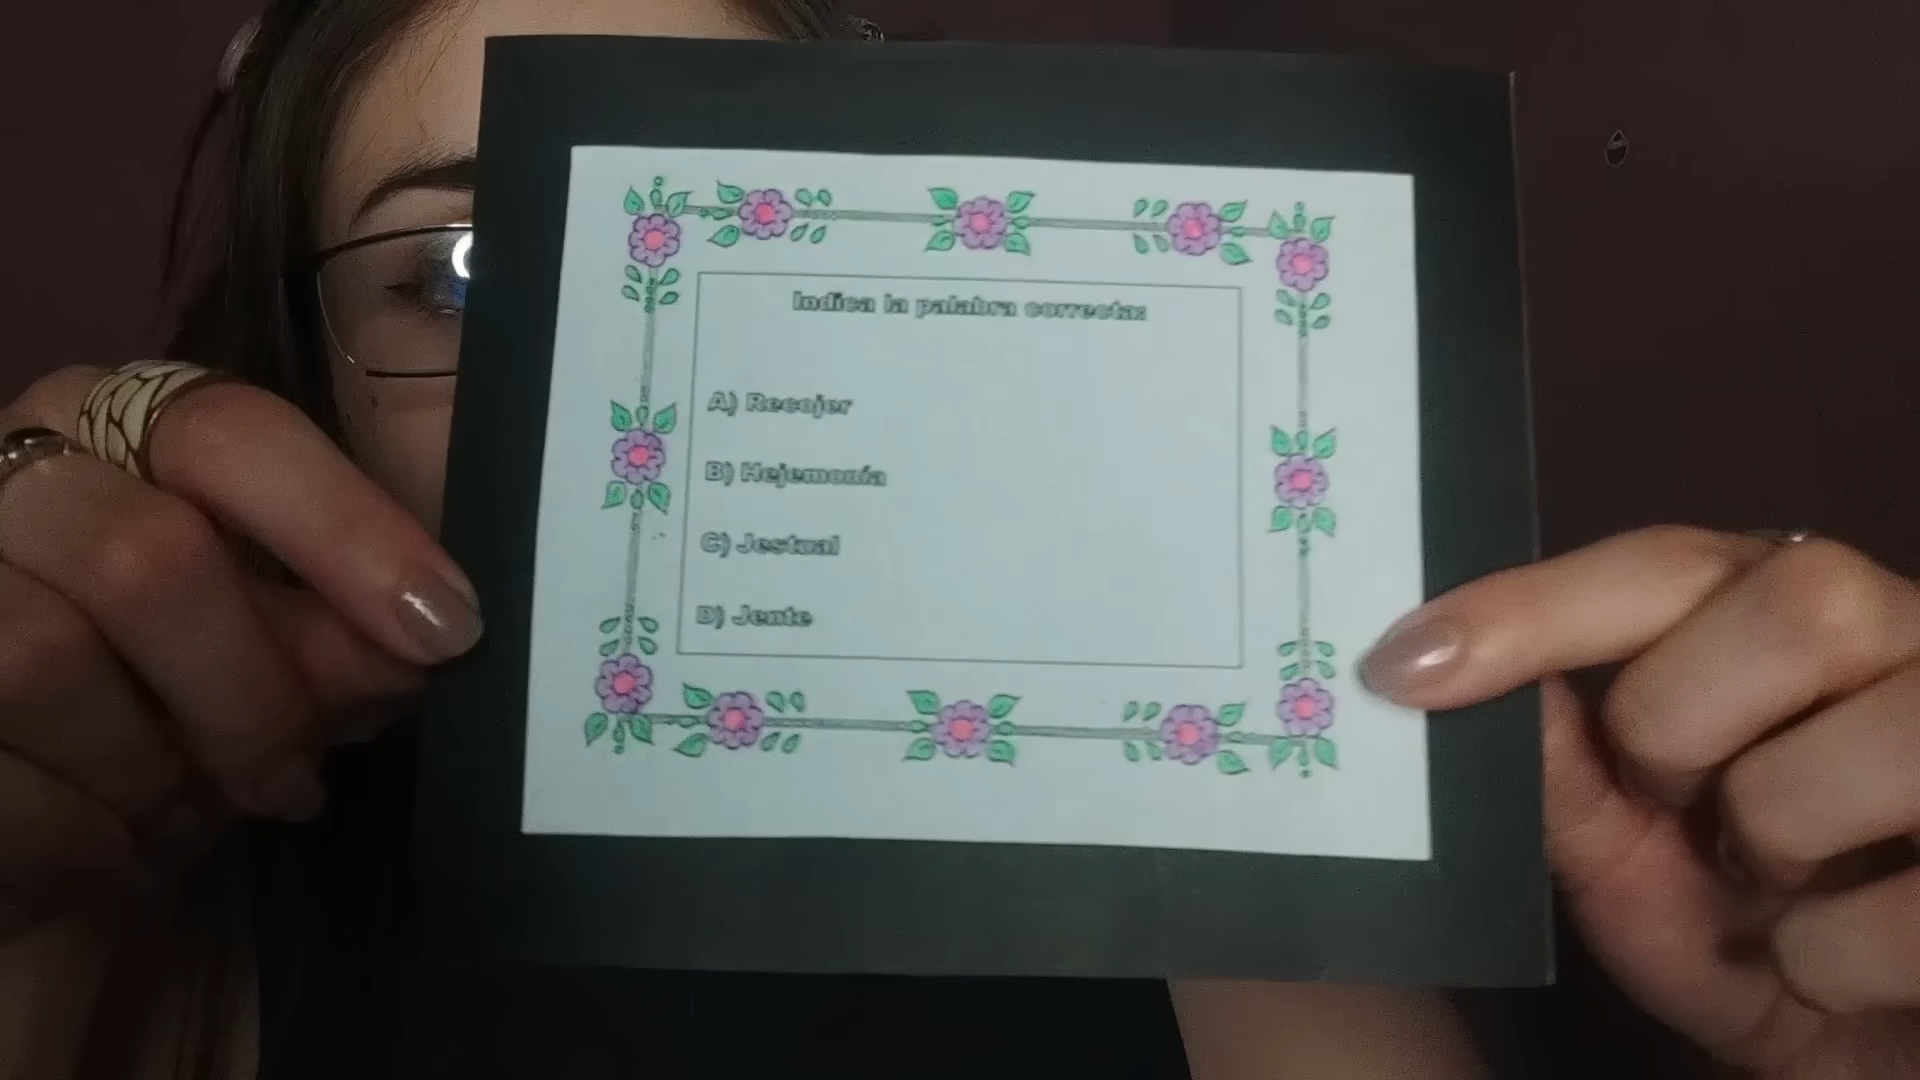 Indica la palabra correcta:
A) Recojer
B) Hejemonía
C) Jestual
D) Jente